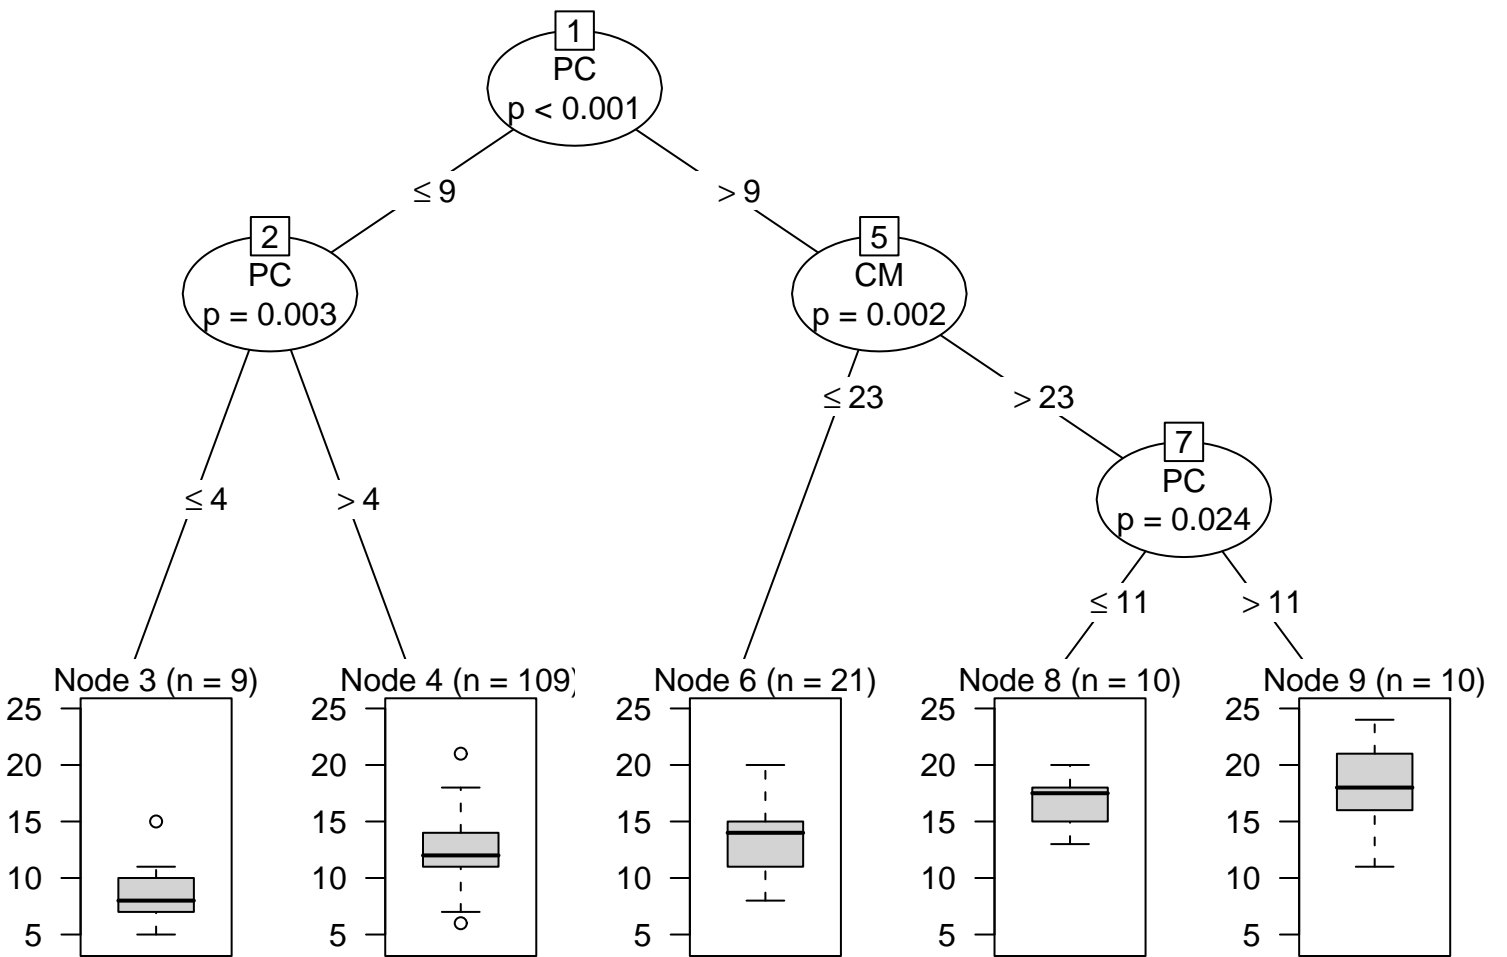 1
PC
p < 0.001
≤ 9
> 9
2
PC
p = 0.003
5
CM
p = 0.002
≤ 23
> 23
7
PC
p = 0.024
≤ 4
> 4
≤ 11
> 11
Node 3 (n = 9)
25
20
15
10
5
Node 4 (n = 109)
25
20
15
10
5
Node 6 (n = 21)
25
20
15
10
5
Node 8 (n = 10)
25
20
15
10
5
Node 9 (n = 10)
25
20
15
10
5